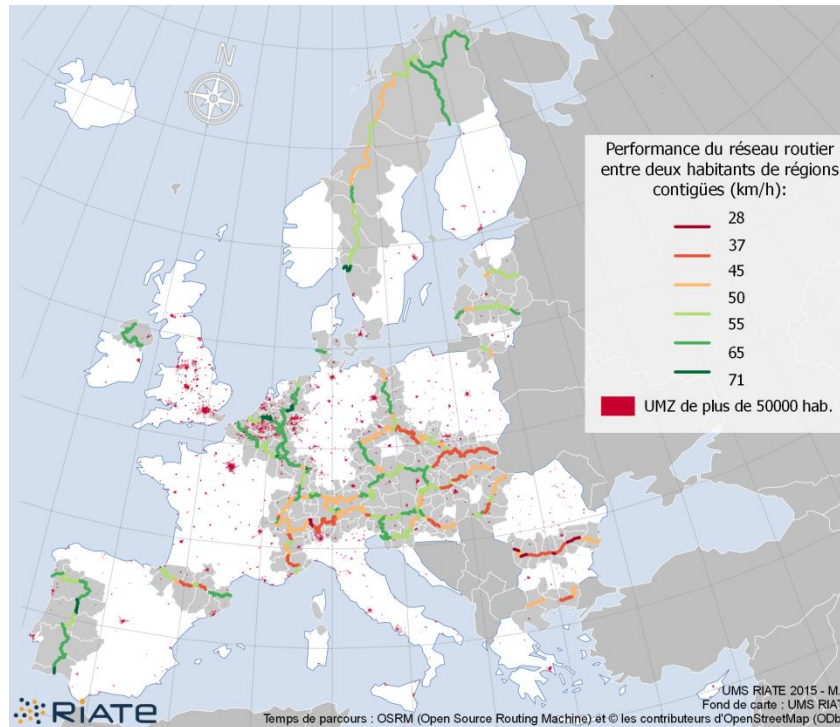 N
Performance du réseau routier
entre deux habitants de régions
contigües (km/h):
28
37
45
50
55
65
71
UMZ de plus de 50000 hab.
RIATE
UMS RIATE 2015 - M.
Fond de carte : UMS RIA
Temps de parcours : OSRM (Open Source Routing Machine) et © les contributeurs d'OpenStreetMap